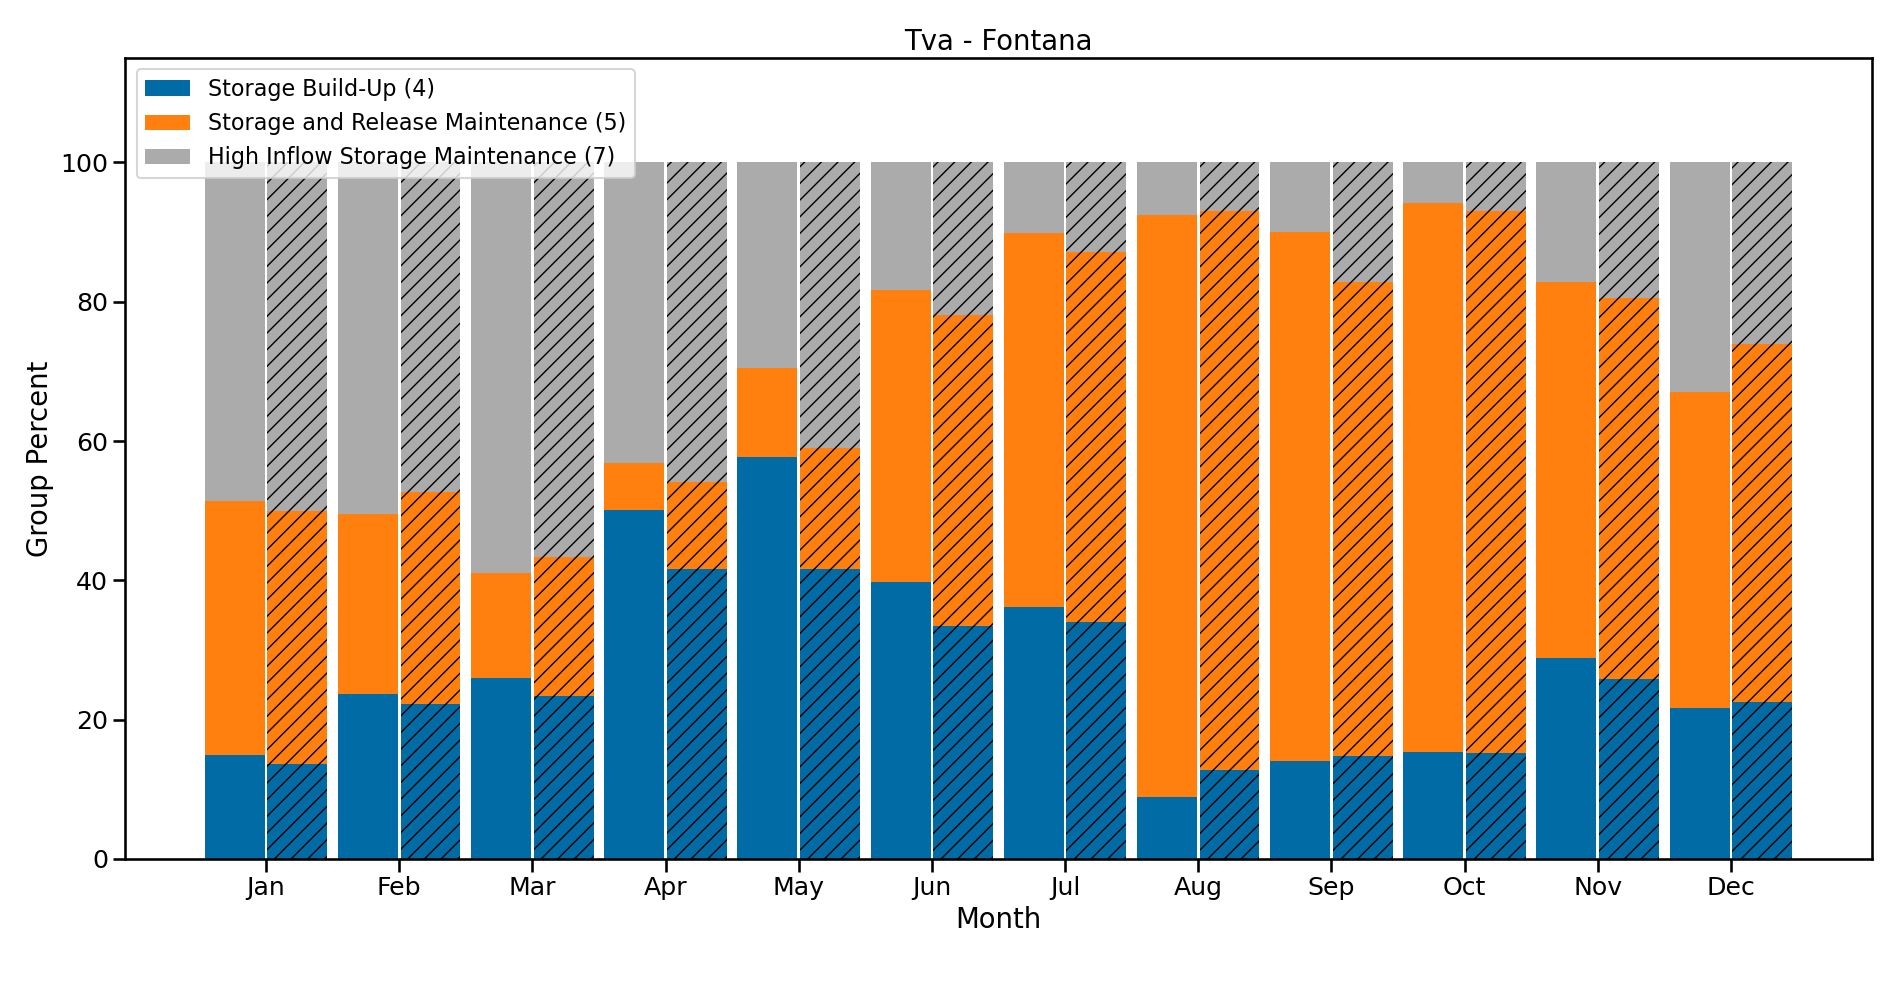 Tva - Fontana
Storage Build-Up (4)
Storage and Release Maintenance (5)
High Inflow Storage Maintenance (7)
100
80
60
40
20
0
Group Percent
Jan Feb Mar Apr May Jun Jul Aug Sep Oct Nov Dec
Month